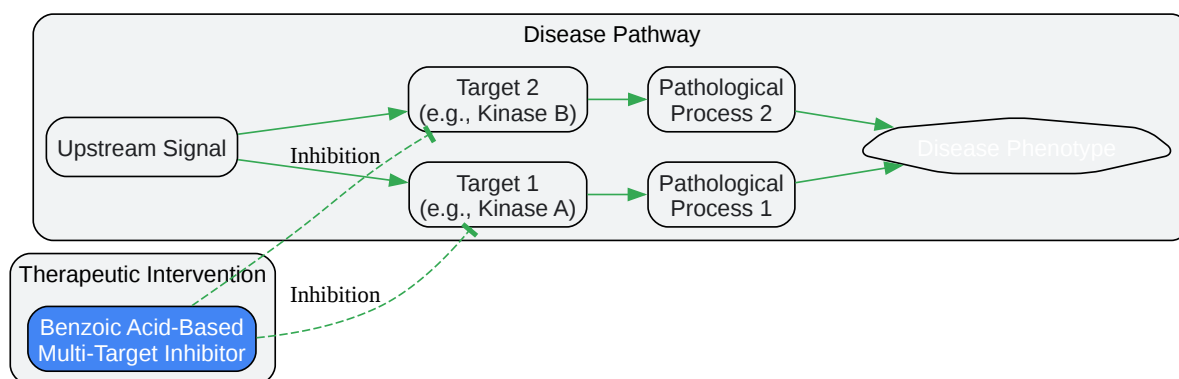 Disease Pathway
Target 2
(e.g., Kinase B)
Pathological
Process 2
Upstream Signal
Inhibition
Disease Phenotype
Target 1
(e.g., Kinase A)
Pathological
Process 1
Therapeutic Intervention
Inhibition
Benzoic Acid-Based
Multi-Target Inhibitor